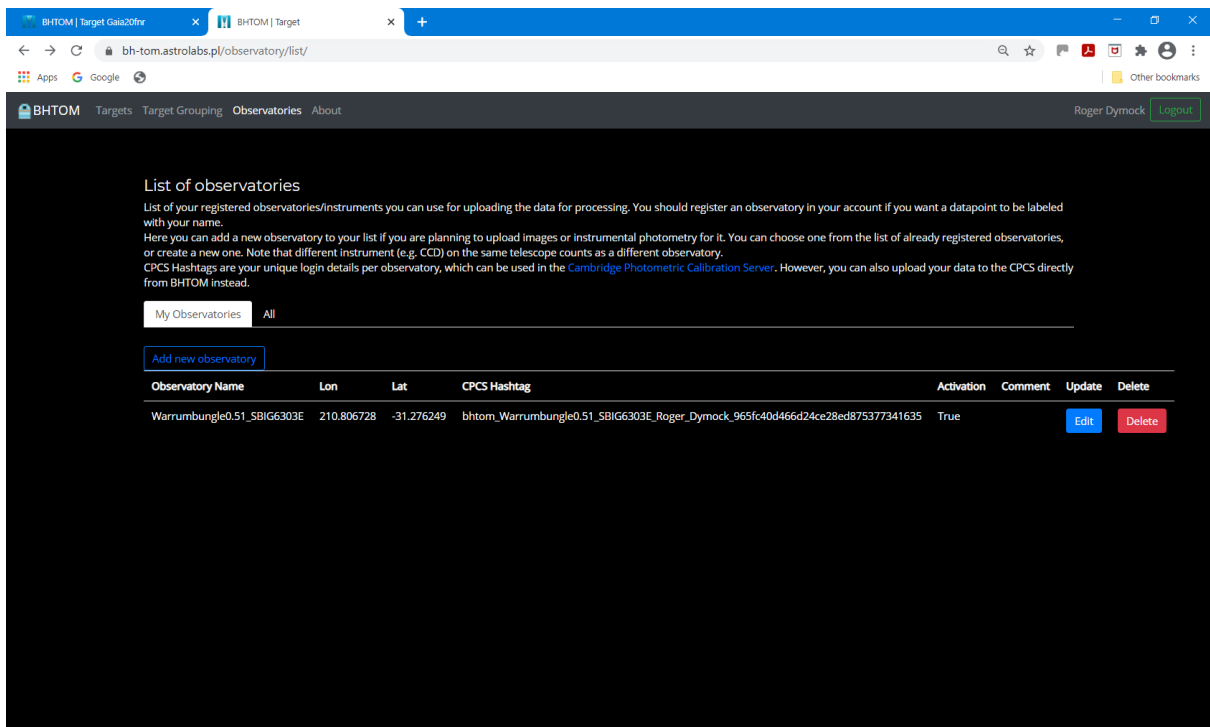 BHTOM | Target Gaia20fnr
BHTOM | Target
bh-tom.astrolabs.pl/observatory/list/
Apps Google
Other bookmarks
BHTOM Targets Target Grouping Observatories About Roger Dymock Logout
List of observatories
List of your registered observatories/instruments you can use for uploading the data for processing. You should register an observatory in your account if you want a datapoint to be labeled
with your name.
Here you can add a new observatory to your list if you are planning to upload images or instrumental photometry for it. You can choose one from the list of already registered observatories,
or create a new one. Note that different instrument (e.g. CCD) on the same telescope counts as a different observatory.
CPCS Hashtags are your unique login details per observatory, which can be used in the Cambridge Photometric Calibration Server. However, you can also upload your data to the CPCS directly
from BHTOM instead.
My Observatories All
Add new observatory
Observatory Name Lon Lat CPCS Hashtag Activation Comment Update Delete
Warrumbungle0.51_SBIG6303E 210.806728 -31.276249 bhtom_Warrumbungle0.51_SBIG6303E_Roger_Dymock_965fc40d466d24ce28ed875377341635 True Edit Delete